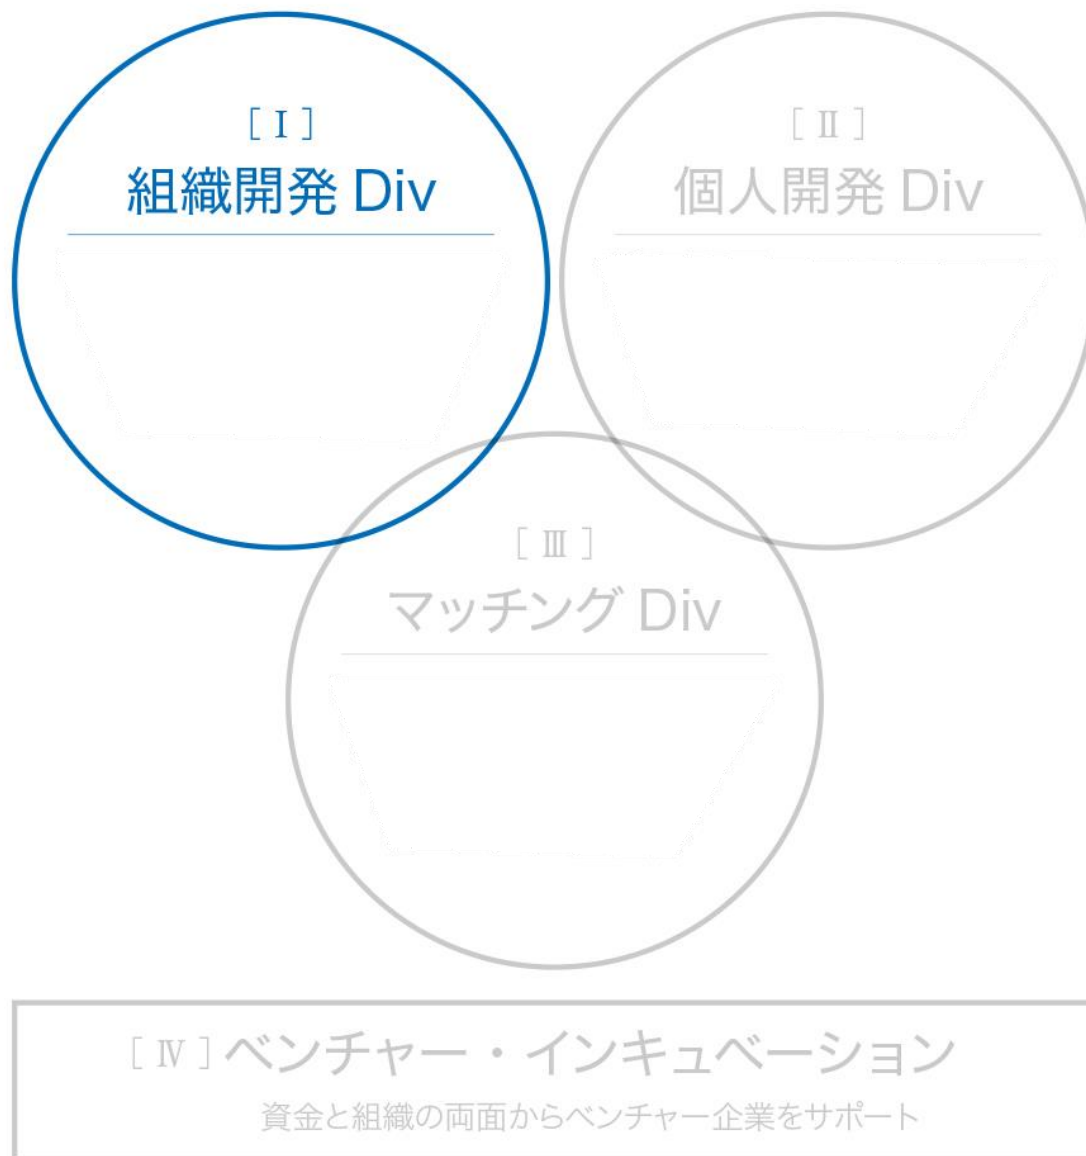 [ Ⅰ ]
組織開発 Div
[ Ⅱ ]
個人開発 Div
[ Ⅲ ]
マッチング Div
[ Ⅳ ] ベンチャー・インキュベーション
資金と組織の両面からベンチャー企業をサポート